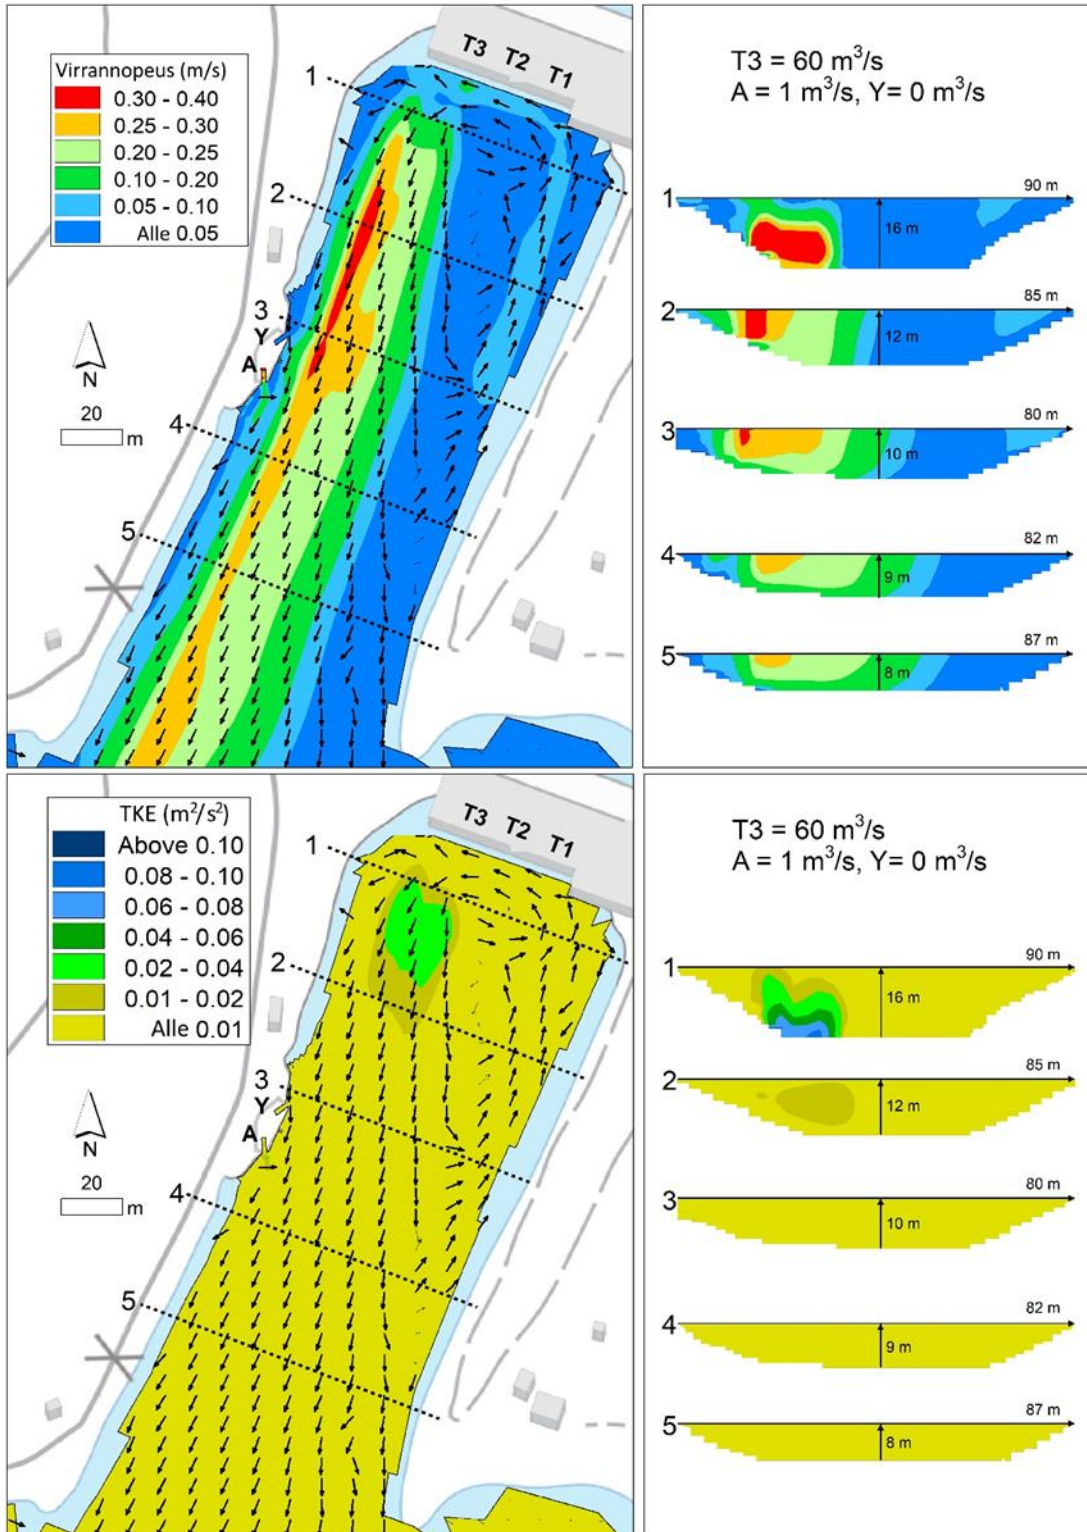 Virrannopeus (m/s)
0.30 - 0.40
0.25 - 0.30
0.20 - 0.25
0.10 - 0.20
0.05 - 0.10
Alle 0.05
T3 T2 T1
1
2
3
Y
A
4
5
N
20
m
T3 = 60 m³/s
A = 1 m³/s, Y= 0 m³/s
1 90 m
16 m
2 85 m
12 m
3 80 m
10 m
4 82 m
9 m
5 87 m
8 m
TKE (m²/s²)
Above 0.10
0.08 - 0.10
0.06 - 0.08
0.04 - 0.06
0.02 - 0.04
0.01 - 0.02
Alle 0.01
T3 T2 T1
1
2
3
Y
A
4
5
N
20
m
T3 = 60 m³/s
A = 1 m³/s, Y= 0 m³/s
1 90 m
16 m
2 85 m
12 m
3 80 m
10 m
4 82 m
9 m
5 87 m
8 m